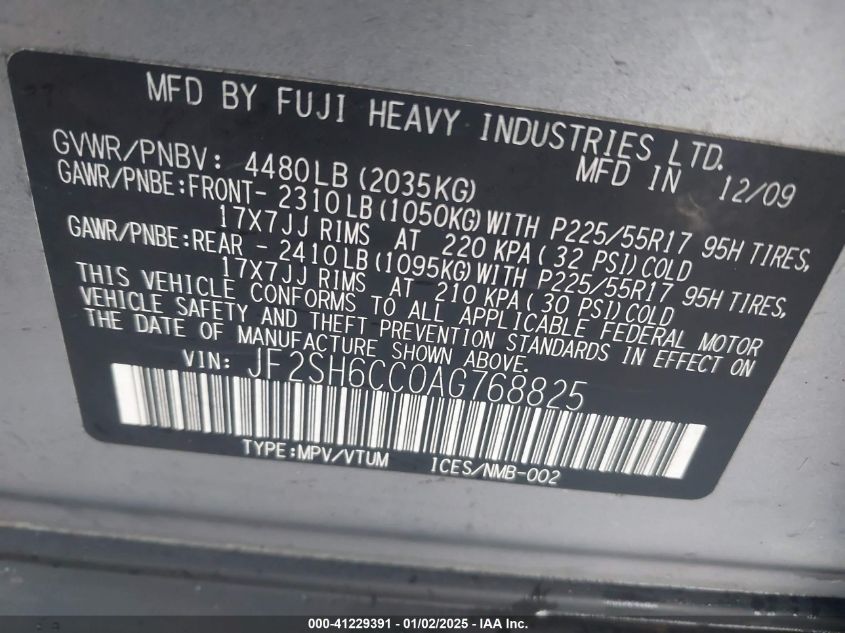 MFD BY FUJI HEAVY INDUSTRIES LTD.
GVWR/PNBV: 4480LB (2035KG) MFD IN 12/09
GAWR/PNBE:FRONT- 2310LB(1050KG)WITH P225/55R17 95H TIRES,
17X7JJ RIMS AT 220 KPA( 32 PSI)COLD
GAWR/PNBE:REAR - 2410LB(1095KG)WITH P225/55R17 95H TIRES,
17X7JJ RIMS AT 210 KPA( 30 PSI)COLD
THIS VEHICLE CONFORMS TO ALL APPLICABLE FEDERAL MOTOR
VEHICLE SAFETY AND THEFT PREVENTION STANDARDS IN EFFECT ON
THE DATE OF MANUFACTURE SHOWN ABOVE.
VIN: JF2SH6CC0AG768825
TYPE:MPV/VTUM ICES/NMB-002
000-41229391 - 01/02/2025 - IAA Inc.